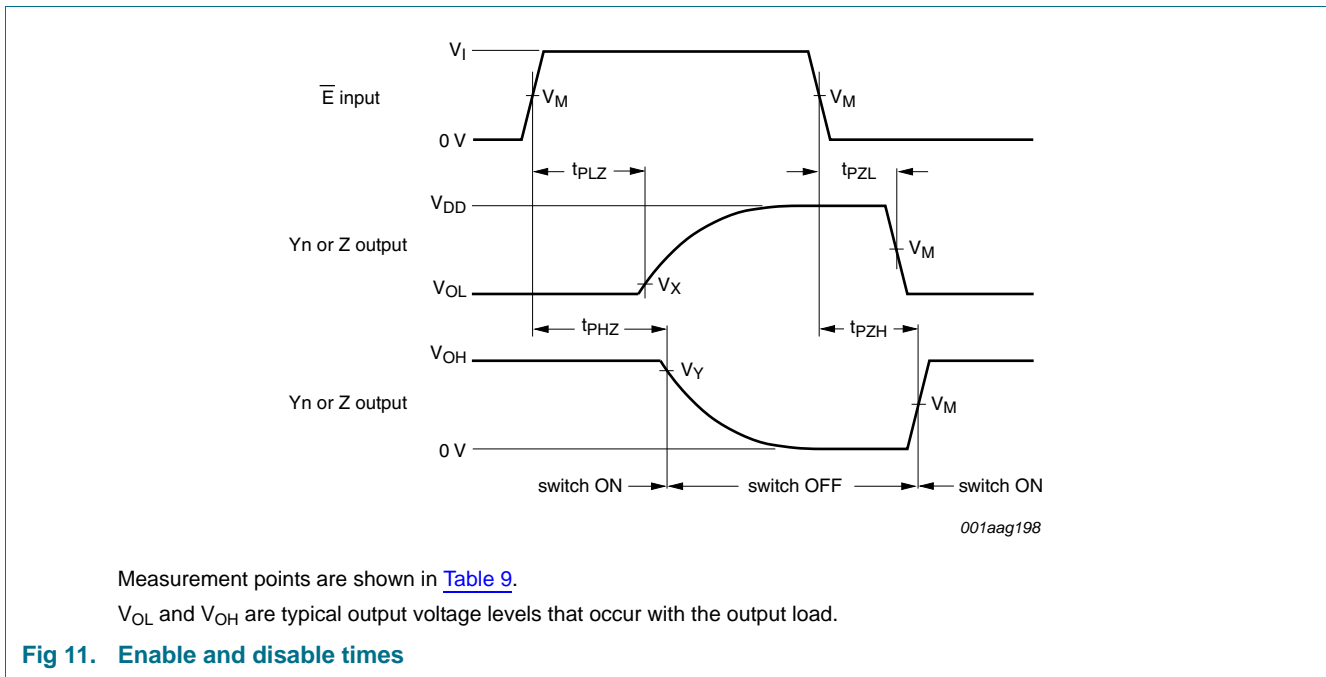 VI
E̅ input
VM
VM
0 V
tPLZ
tPZL
VDD
Yn or Z output
VM
VOL
VX
tPHZ
tPZH
VOH
VY
Yn or Z output
VM
0 V
switch ON
switch OFF
switch ON
001aag198
Measurement points are shown in Table 9.
VOL and VOH are typical output voltage levels that occur with the output load.
Fig 11. Enable and disable times